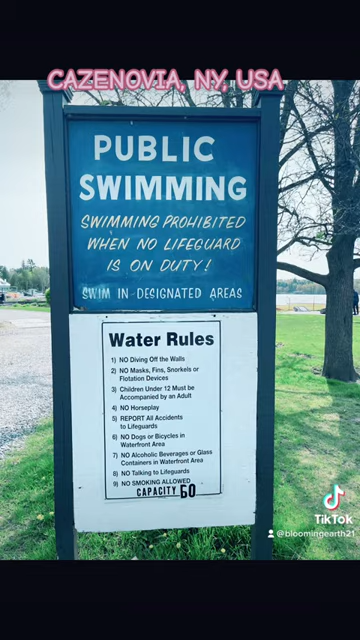 CAZENOVIA, NY, USA
PUBLIC
SWIMMING
SWIMMING PROHIBITED
WHEN NO LIFEGUARD
IS ON DUTY!
SWIM IN DESIGNATED AREAS
Water Rules
1) NO Diving Off the Walls
2) NO Masks, Fins, Snorkels or
Flotation Devices
3) Children Under 12 Must be
Accompanied by an Adult
4) NO Horseplay
5) REPORT All Accidents
to Lifeguards
6) NO Dogs or Bicycles in
Waterfront Area
7) NO Alcoholic Beverages or Glass
Containers in Waterfront Area
8) NO Talking to Lifeguards
9) NO SMOKING ALLOWED
CAPACITY 60
TikTok
@bloomingearth21